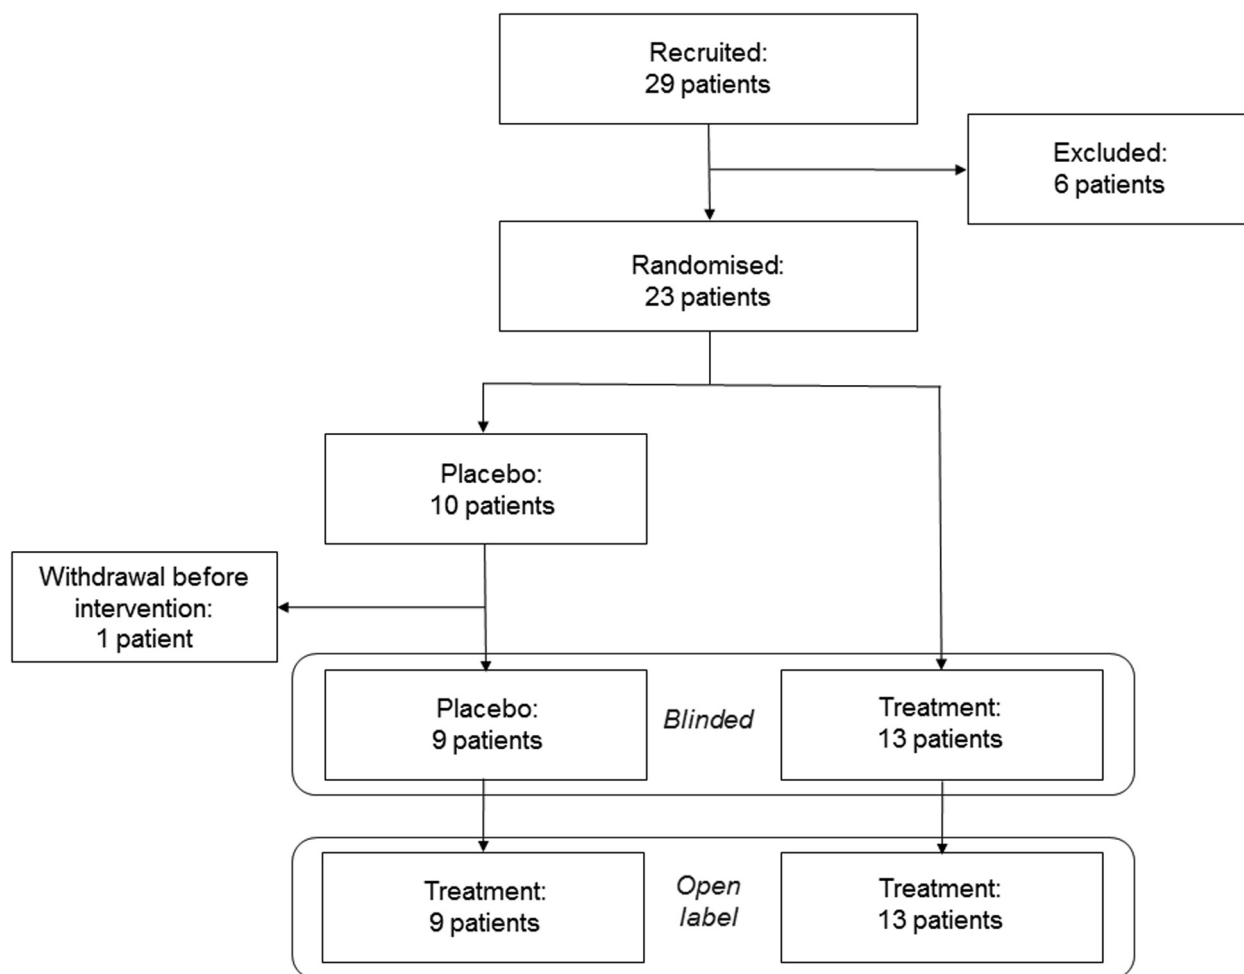 Recruited:
29 patients
Excluded:
6 patients
Randomised:
23 patients
Placebo:
10 patients
Withdrawal before
intervention:
1 patient
Placebo:
9 patients
Blinded
Treatment:
13 patients
Treatment:
9 patients
Open
label
Treatment:
13 patients